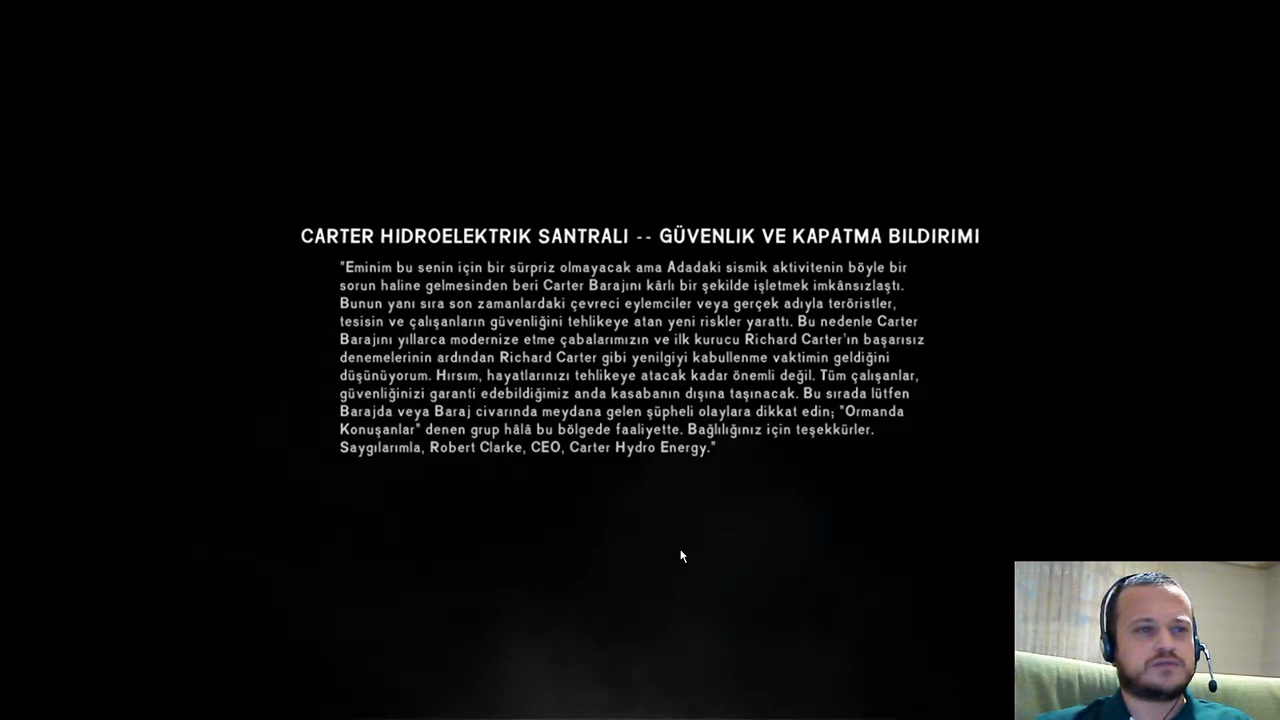 CARTER HIDROELEKTRIK SANTRALI -- GÜVENLIK VE KAPATMA BILDIRIMI
"Eminim bu senin için bir sürpriz olmayacak ama Adadaki sismik aktivitenin böyle bir
sorun haline gelmesinden beri Carter Barajını kârlı bir şekilde işletmek imkânsızlaştı.
Bunun yanı sıra son zamanlardaki çevreci eylemciler veya gerçek adıyla teröristler,
tesisin ve çalışanların güvenliğini tehlikeye atan yeni riskler yarattı. Bu nedenle Carter
Barajını yıllarca modernize etme çabalarımızın ve ilk kurucu Richard Carter'ın başarısız
denemelerinin ardından Richard Carter gibi yenilgiyi kabullenme vaktimin geldiğini
düşünüyorum. Hırsım, hayatlarınızı tehlikeye atacak kadar önemli değil. Tüm çalışanlar,
güvenliğinizi garanti edebildiğimiz anda kasabanın dışına taşınacak. Bu sırada lütfen
Barajda veya Baraj civarında meydana gelen şüpheli olaylara dikkat edin; "Ormanda
Konuşanlar" denen grup hâlâ bu bölgede faaliyette. Bağlılığınız için teşekkürler.
Saygılarımla, Robert Clarke, CEO, Carter Hydro Energy."